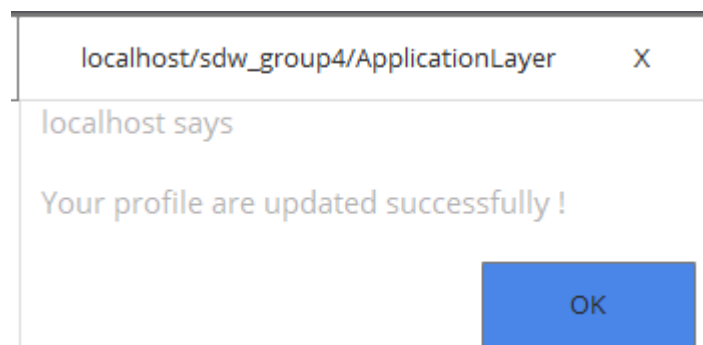 localhost/sdw_group4/ApplicationLayer X
localhost says
Your profile are updated successfully !
OK